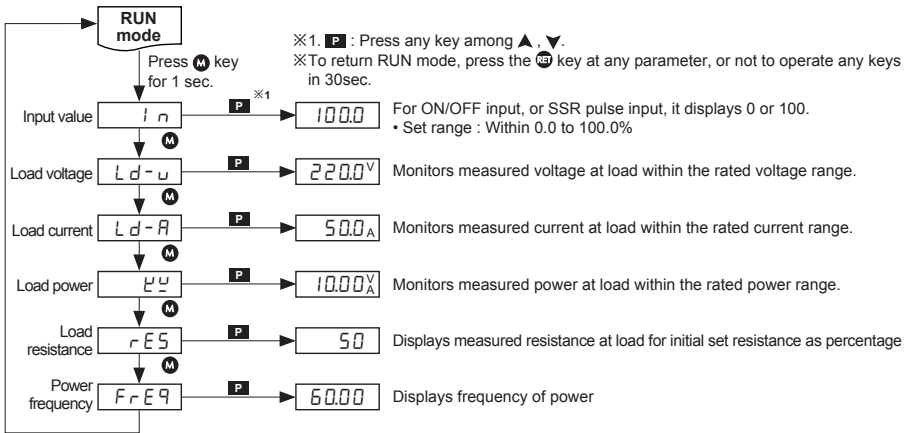 RUN
mode
Press M key
for 1 sec.
※1. P : Press any key among ▲ , ▼.
※To return RUN mode, press the RET key at any parameter, or not to operate any keys
in 30sec.
Input value
In
P ※1
100.0
For ON/OFF input, or SSR pulse input, it displays 0 or 100.
• Set range : Within 0.0 to 100.0%
M
Load voltage
Ld-u
P
220.0 V
Monitors measured voltage at load within the rated voltage range.
M
Load current
Ld-A
P
50.0 A
Monitors measured current at load within the rated current range.
M
Load power
P
10.00 V A
Monitors measured power at load within the rated power range.
M
Load
resistance
rES
P
50
Displays measured resistance at load for initial set resistance as percentage
M
Power
frequency
FrEq
P
60.00
Displays frequency of power